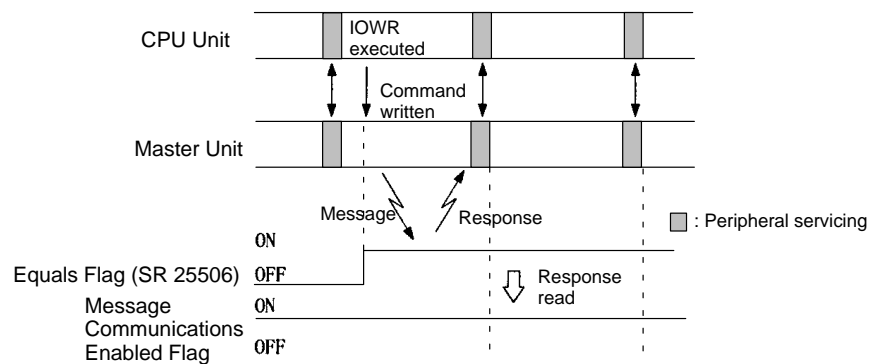 CPU Unit
IOWR
executed
Command
written
Master Unit
Message
Response
: Peripheral servicing
ON
Equals Flag (SR 25506)
OFF
Response
read
Message
Communications
Enabled Flag
ON
OFF